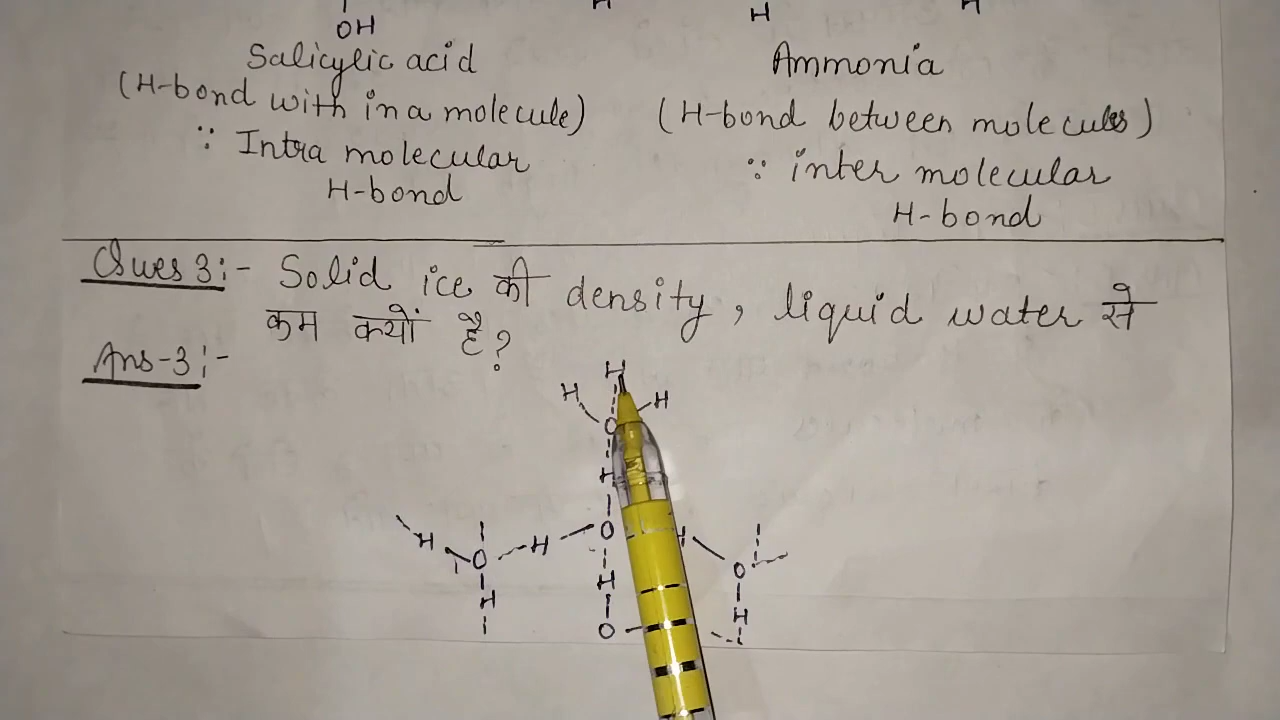 H H H
OH
Salicylic acid
(H-bond with in a molecule)
∵ Intra molecular
H-bond
Ammonia
(H-bond between molecules)
∵ inter molecular
H-bond
Ques 3:- Solid ice की density, liquid water से
कम क्यों है?
Ans-3:-
H
H H
O
H
H O H O H O
H H H
O